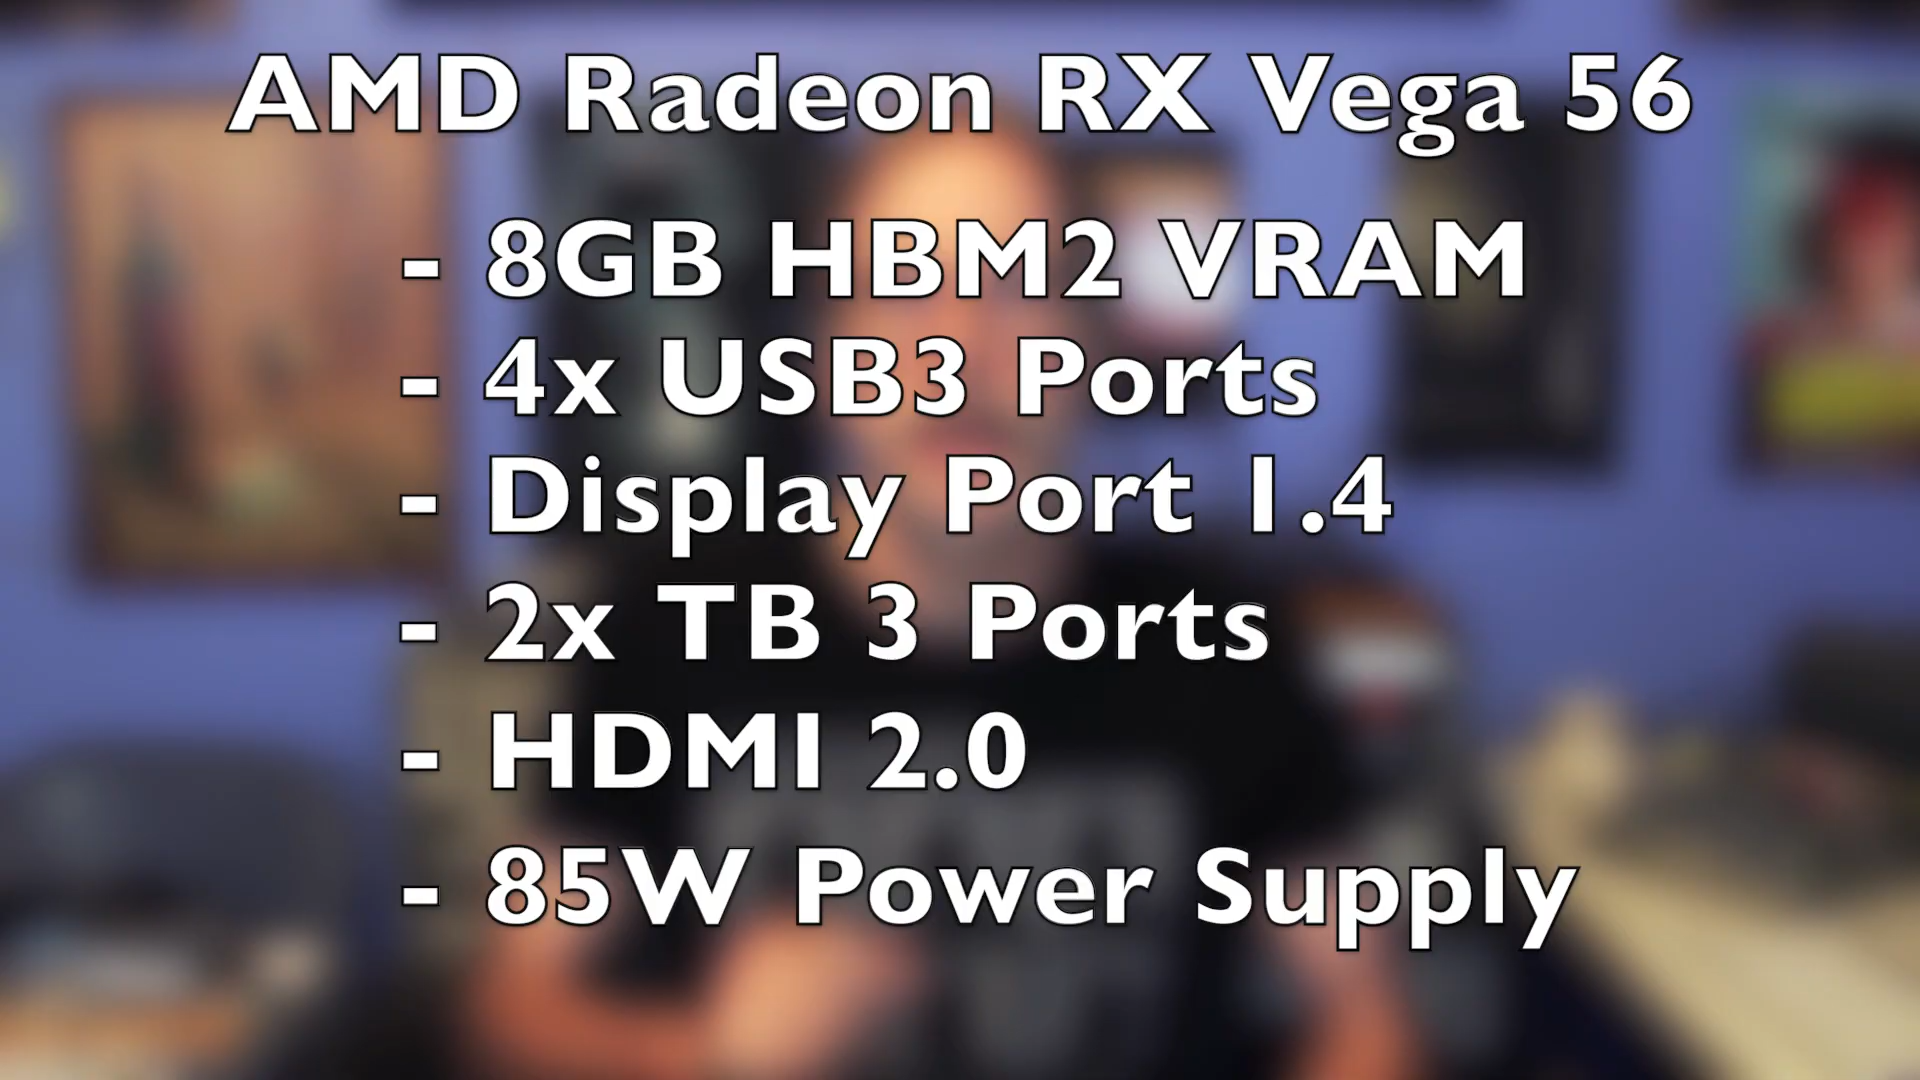 AMD Radeon RX Vega 56
- 8GB HBM2 VRAM
- 4x USB3 Ports
- Display Port 1.4
- 2x TB 3 Ports
- HDMI 2.0
- 85W Power Supply